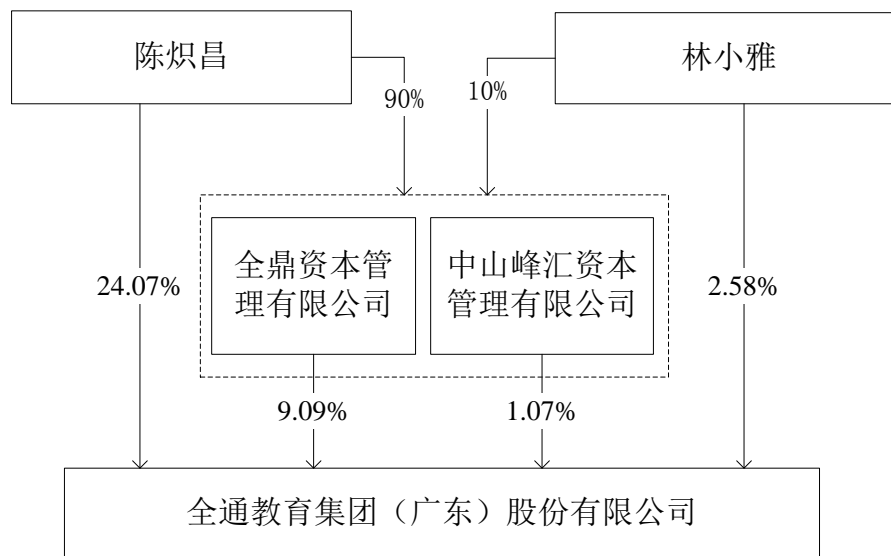 陈炽昌
林小雅
90%
10%
全鼎资本管
理有限公司
中山峰汇资本
管理有限公司
24.07%
2.58%
9.09%
1.07%
全通教育集团（广东）股份有限公司